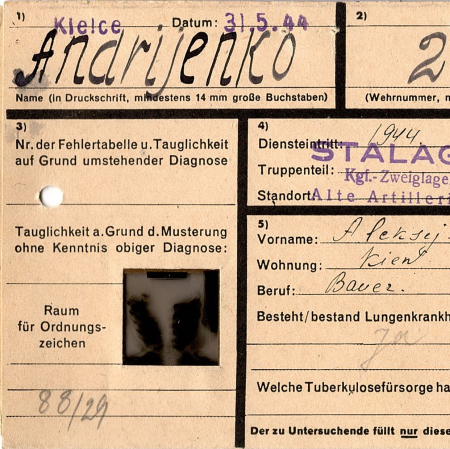 1) Kielce Datum: 31.5.44
Andrijenko
Name (in Druckschrift, mindestens 14 mm große Buchstaben)
2)
2
(Wehrnummer, n
3)
Nr. der Fehlertabelle u. Tauglichkeit
auf Grund umstehender Diagnose
Tauglichkeit a. Grund d. Musterung
ohne Kenntnis obiger Diagnose:
Raum
für Ordnungs-
zeichen
88/29
4)
Diensteintritt: 1944
STALAG
Truppenteil: Kgf.-Zweiglage
Standort Alte Artilleri
5)
Vorname: Aleksij
Wohnung: Kiew
Beruf: Bauer.
Besteht/bestand Lungenkrankh
Ja
Welche Tuberkulosefürsorge ha
Der zu Untersuchende füllt nur diese